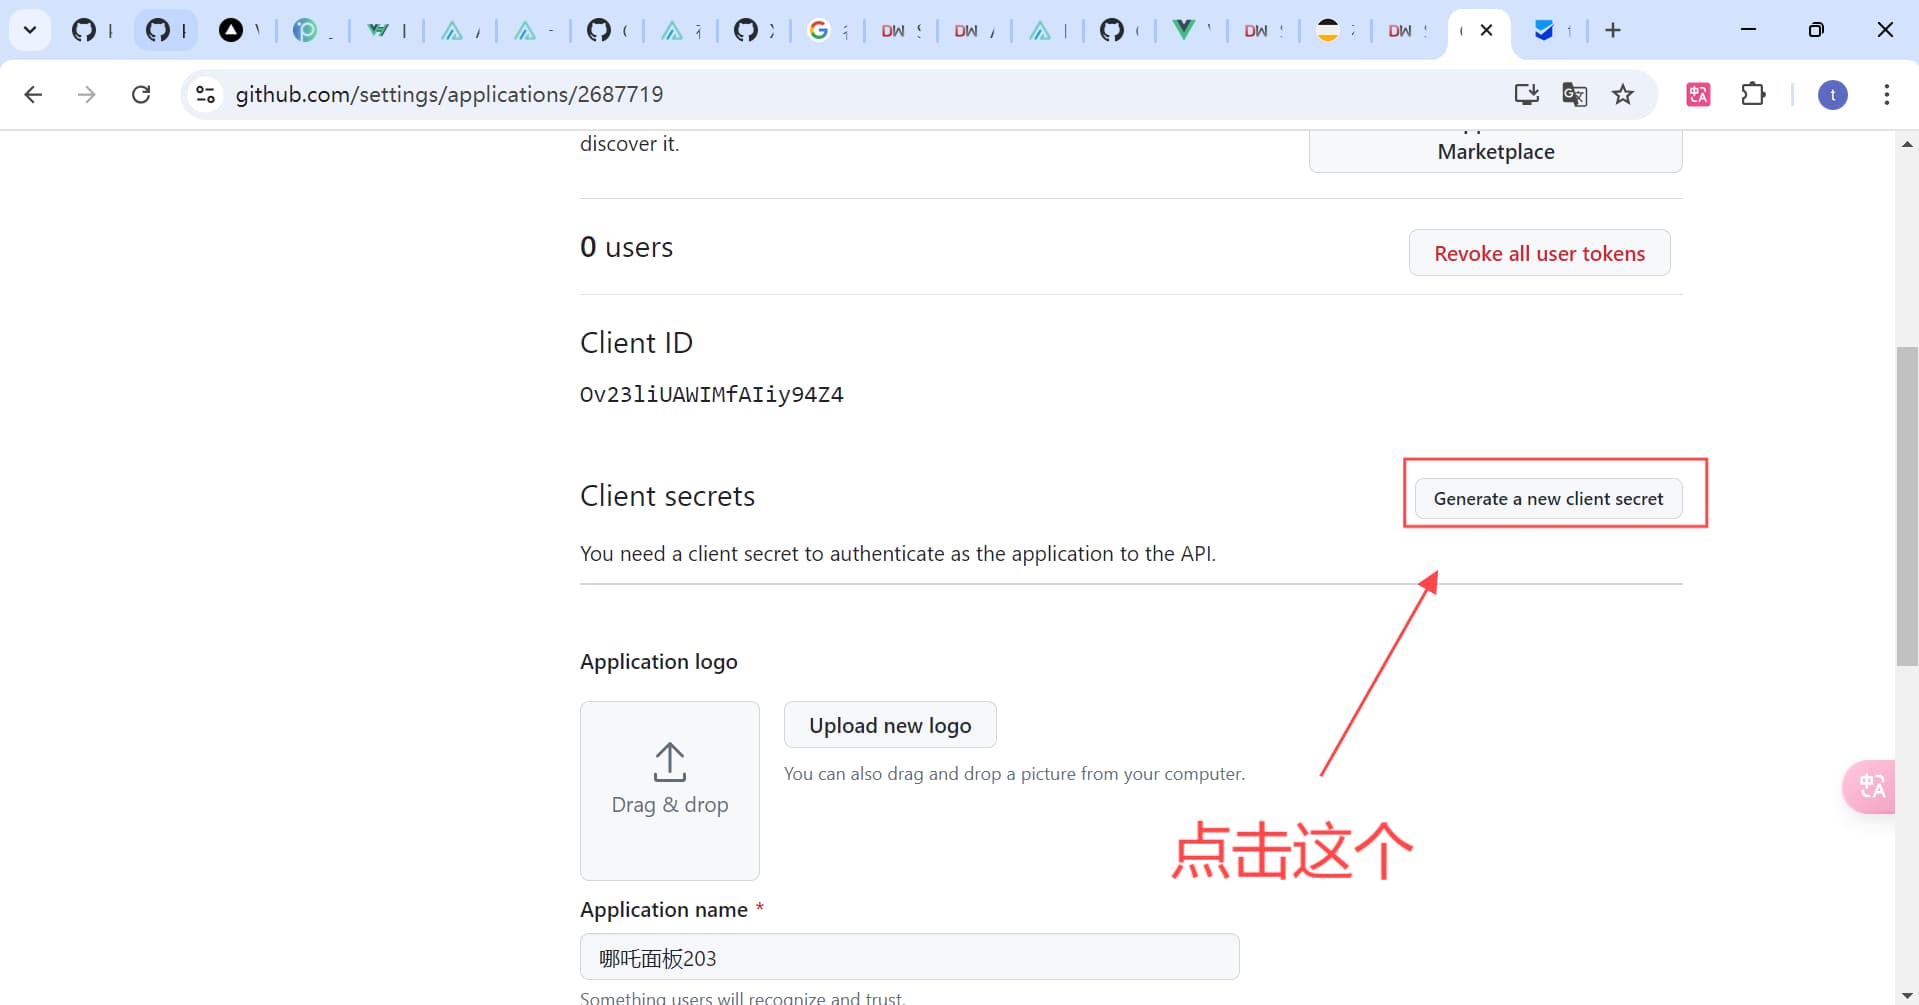 github.com/settings/applications/2687719
discover it.
Marketplace
0 users
Revoke all user tokens
Client ID
Ov23liUAWIMfAIiy94Z4
Client secrets
Generate a new client secret
You need a client secret to authenticate as the application to the API.
Application logo
Upload new logo
You can also drag and drop a picture from your computer.
Drag & drop
点击这个
Application name *
哪吒面板203
Something users will recognize and trust.